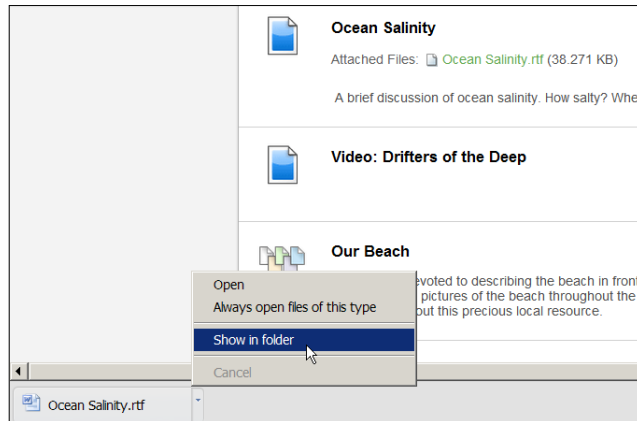 Ocean Salinity
Attached Files: Ocean Salinity.rtf (38.271 KB)
A brief discussion of ocean salinity. How salty? Whe
Video: Drifters of the Deep
Our Beach
evoted to describing the beach in front
pictures of the beach throughout the
out this precious local resource.
Open
Always open files of this type
Show in folder
Cancel
Ocean Salinity.rtf